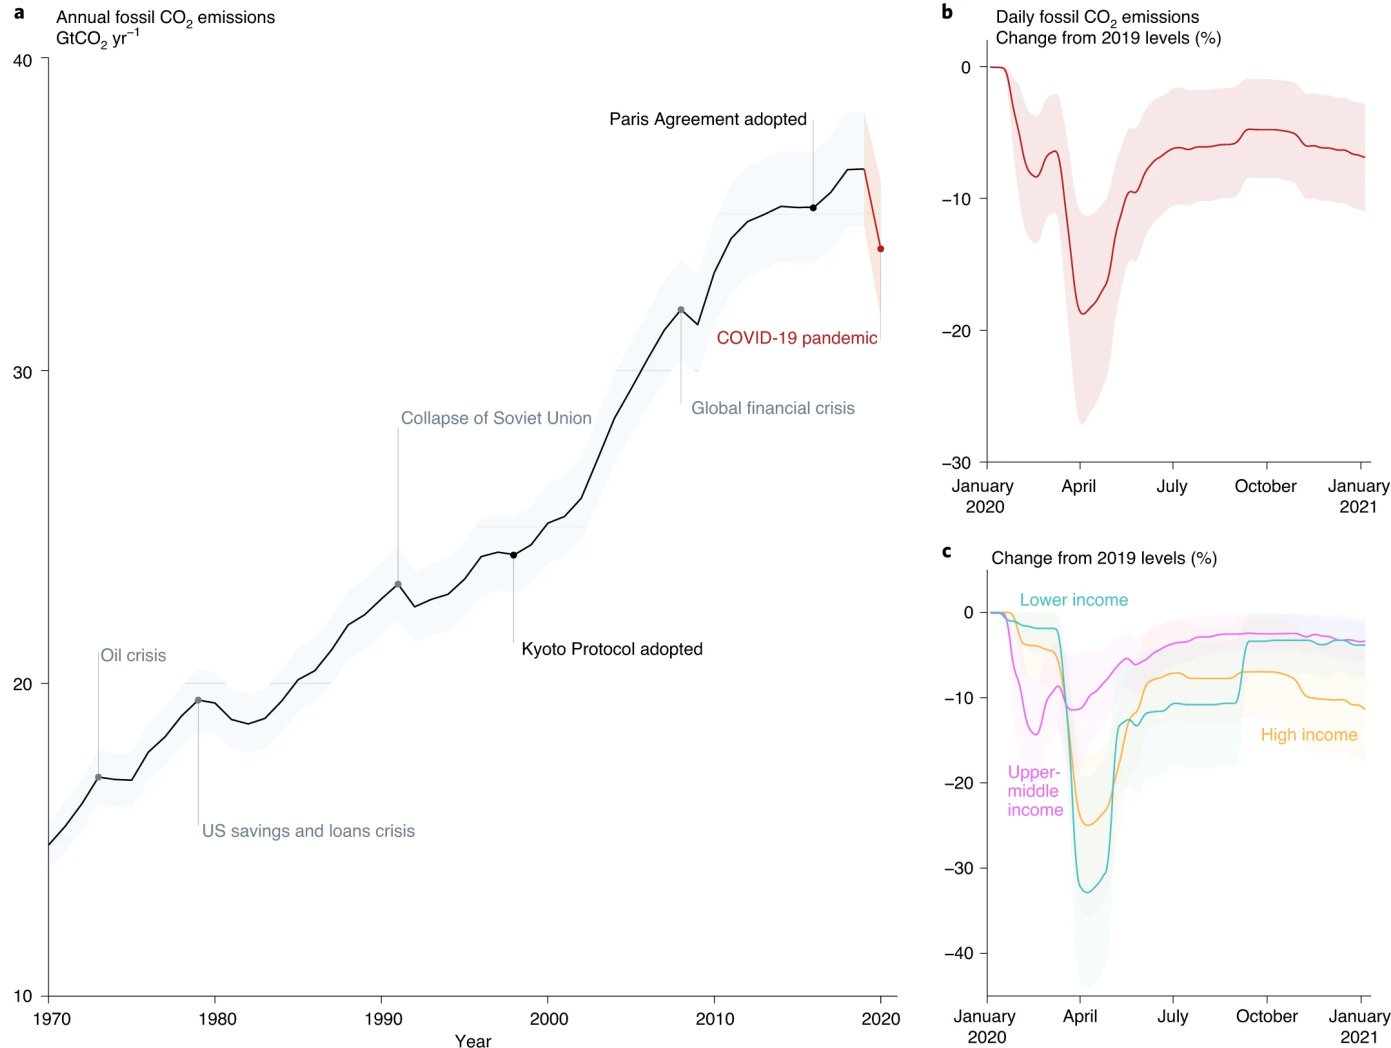 a
Annual fossil CO₂ emissions
GtCO₂ yr⁻¹
40
30
20
10
1970
1980
1990
2000
2010
2020
Year
Oil crisis
US savings and loans crisis
Collapse of Soviet Union
Kyoto Protocol adopted
Global financial crisis
Paris Agreement adopted
COVID-19 pandemic
b
Daily fossil CO₂ emissions
Change from 2019 levels (%)
0
−10
−20
−30
January
2020
April
July
October
January
2021
c
Change from 2019 levels (%)
0
−10
−20
−30
−40
Lower income
Upper-
middle
income
High income
January
2020
April
July
October
January
2021